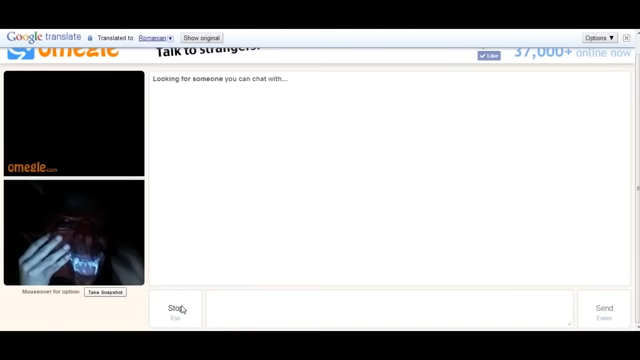 Google translate Translated to: Romanian ▼ Show original Options ▼
omegle Talk to strangers! Like 37,000+ online now
Looking for someone you can chat with...
omegle.com
Mouseover for option Take Snapshot
Stop
Esc
Send
Enter